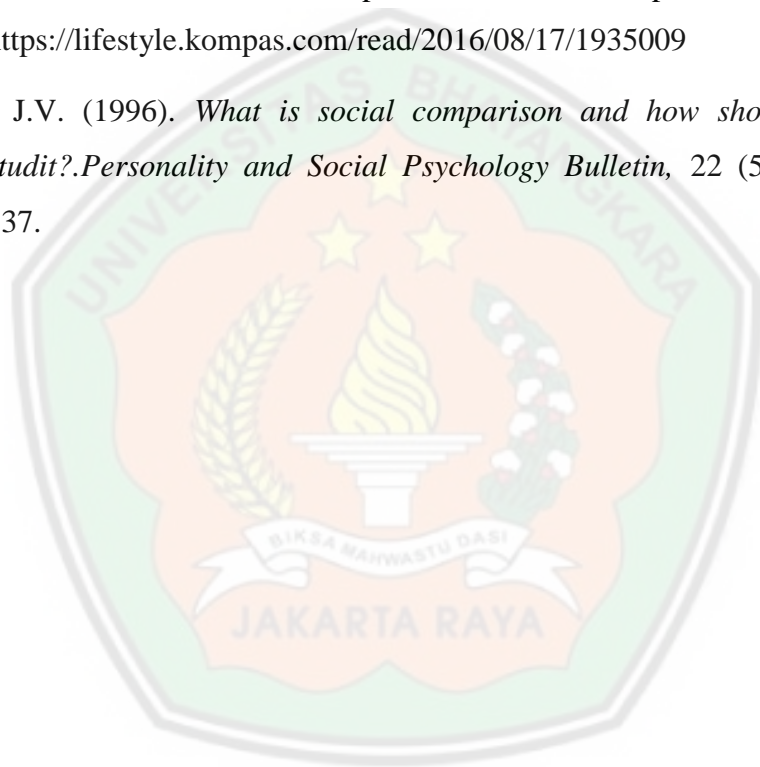 ttps://lifestyle.kompas.com/read/2016/08/17/1935009
J.V. (1996). What is social comparison and how sho
tudit?.Personality and Social Psychology Bulletin, 22 (5
37.
UNIVERSITAS BHAYANGKARA
BIKSA MAHWASTU DASI
JAKARTA RAYA